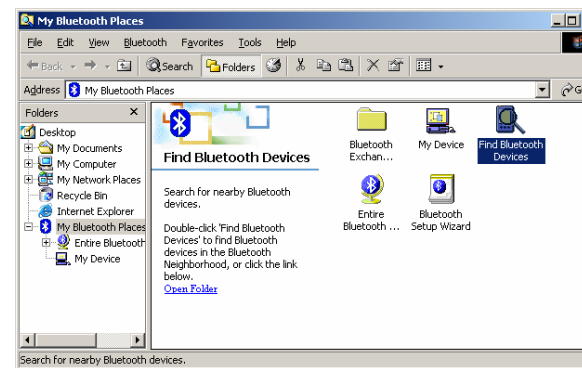 My Bluetooth Places
File Edit View Bluetooth Favorites Tools Help
Back Search Folders
Address My Bluetooth Places G
Folders
Desktop
My Documents
My Computer
My Network Places
Recycle Bin
Internet Explorer
My Bluetooth Places
Entire Bluetooth
My Device
Find Bluetooth Devices
Search for nearby Bluetooth
devices.
Double-click 'Find Bluetooth
Devices' to find Bluetooth
devices in the Bluetooth
Neighborhood, or click the link
below.
Open Folder
Bluetooth
Exchan...
My Device
Find Bluetooth
Devices
Entire
Bluetooth ...
Bluetooth
Setup Wizard
Search for nearby Bluetooth devices.